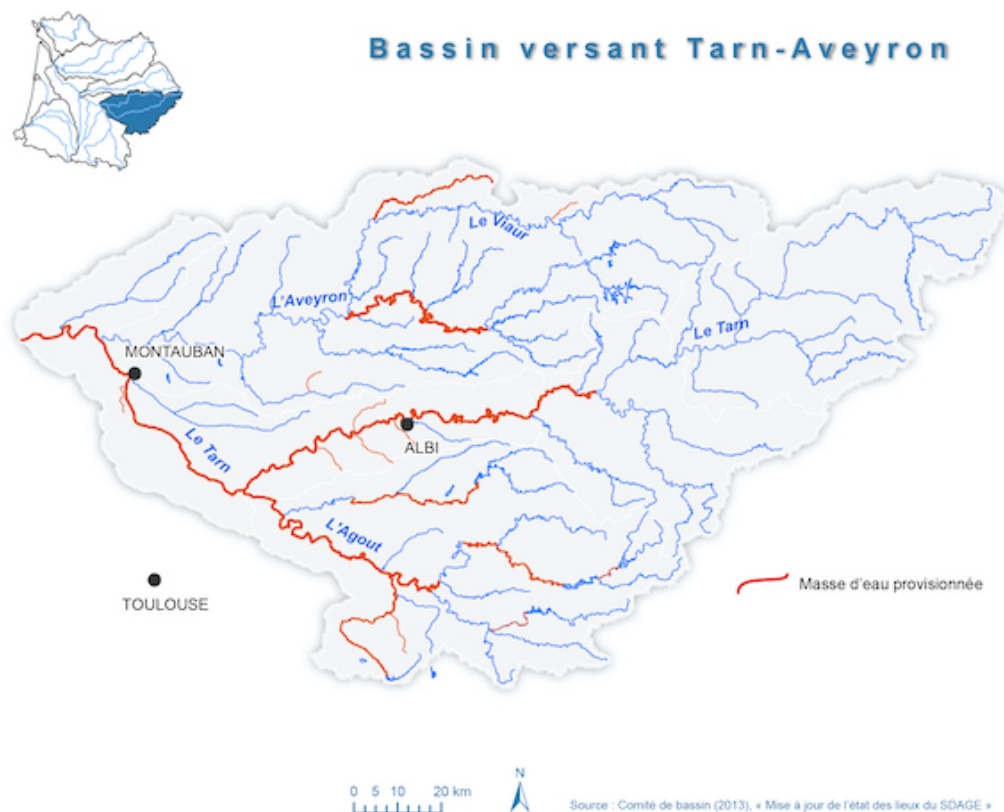 Bassin versant Tarn-Aveyron
Le Viaur
L'Aveyron
Le Tarn
MONTAUBAN
Le Tarn
ALBI
L'Agout
TOULOUSE
Masse d'eau provisionnée
N
0 5 10 20 km
Source : Comité de bassin (2013), « Mise à jour de l'état des lieux du SDAGE »